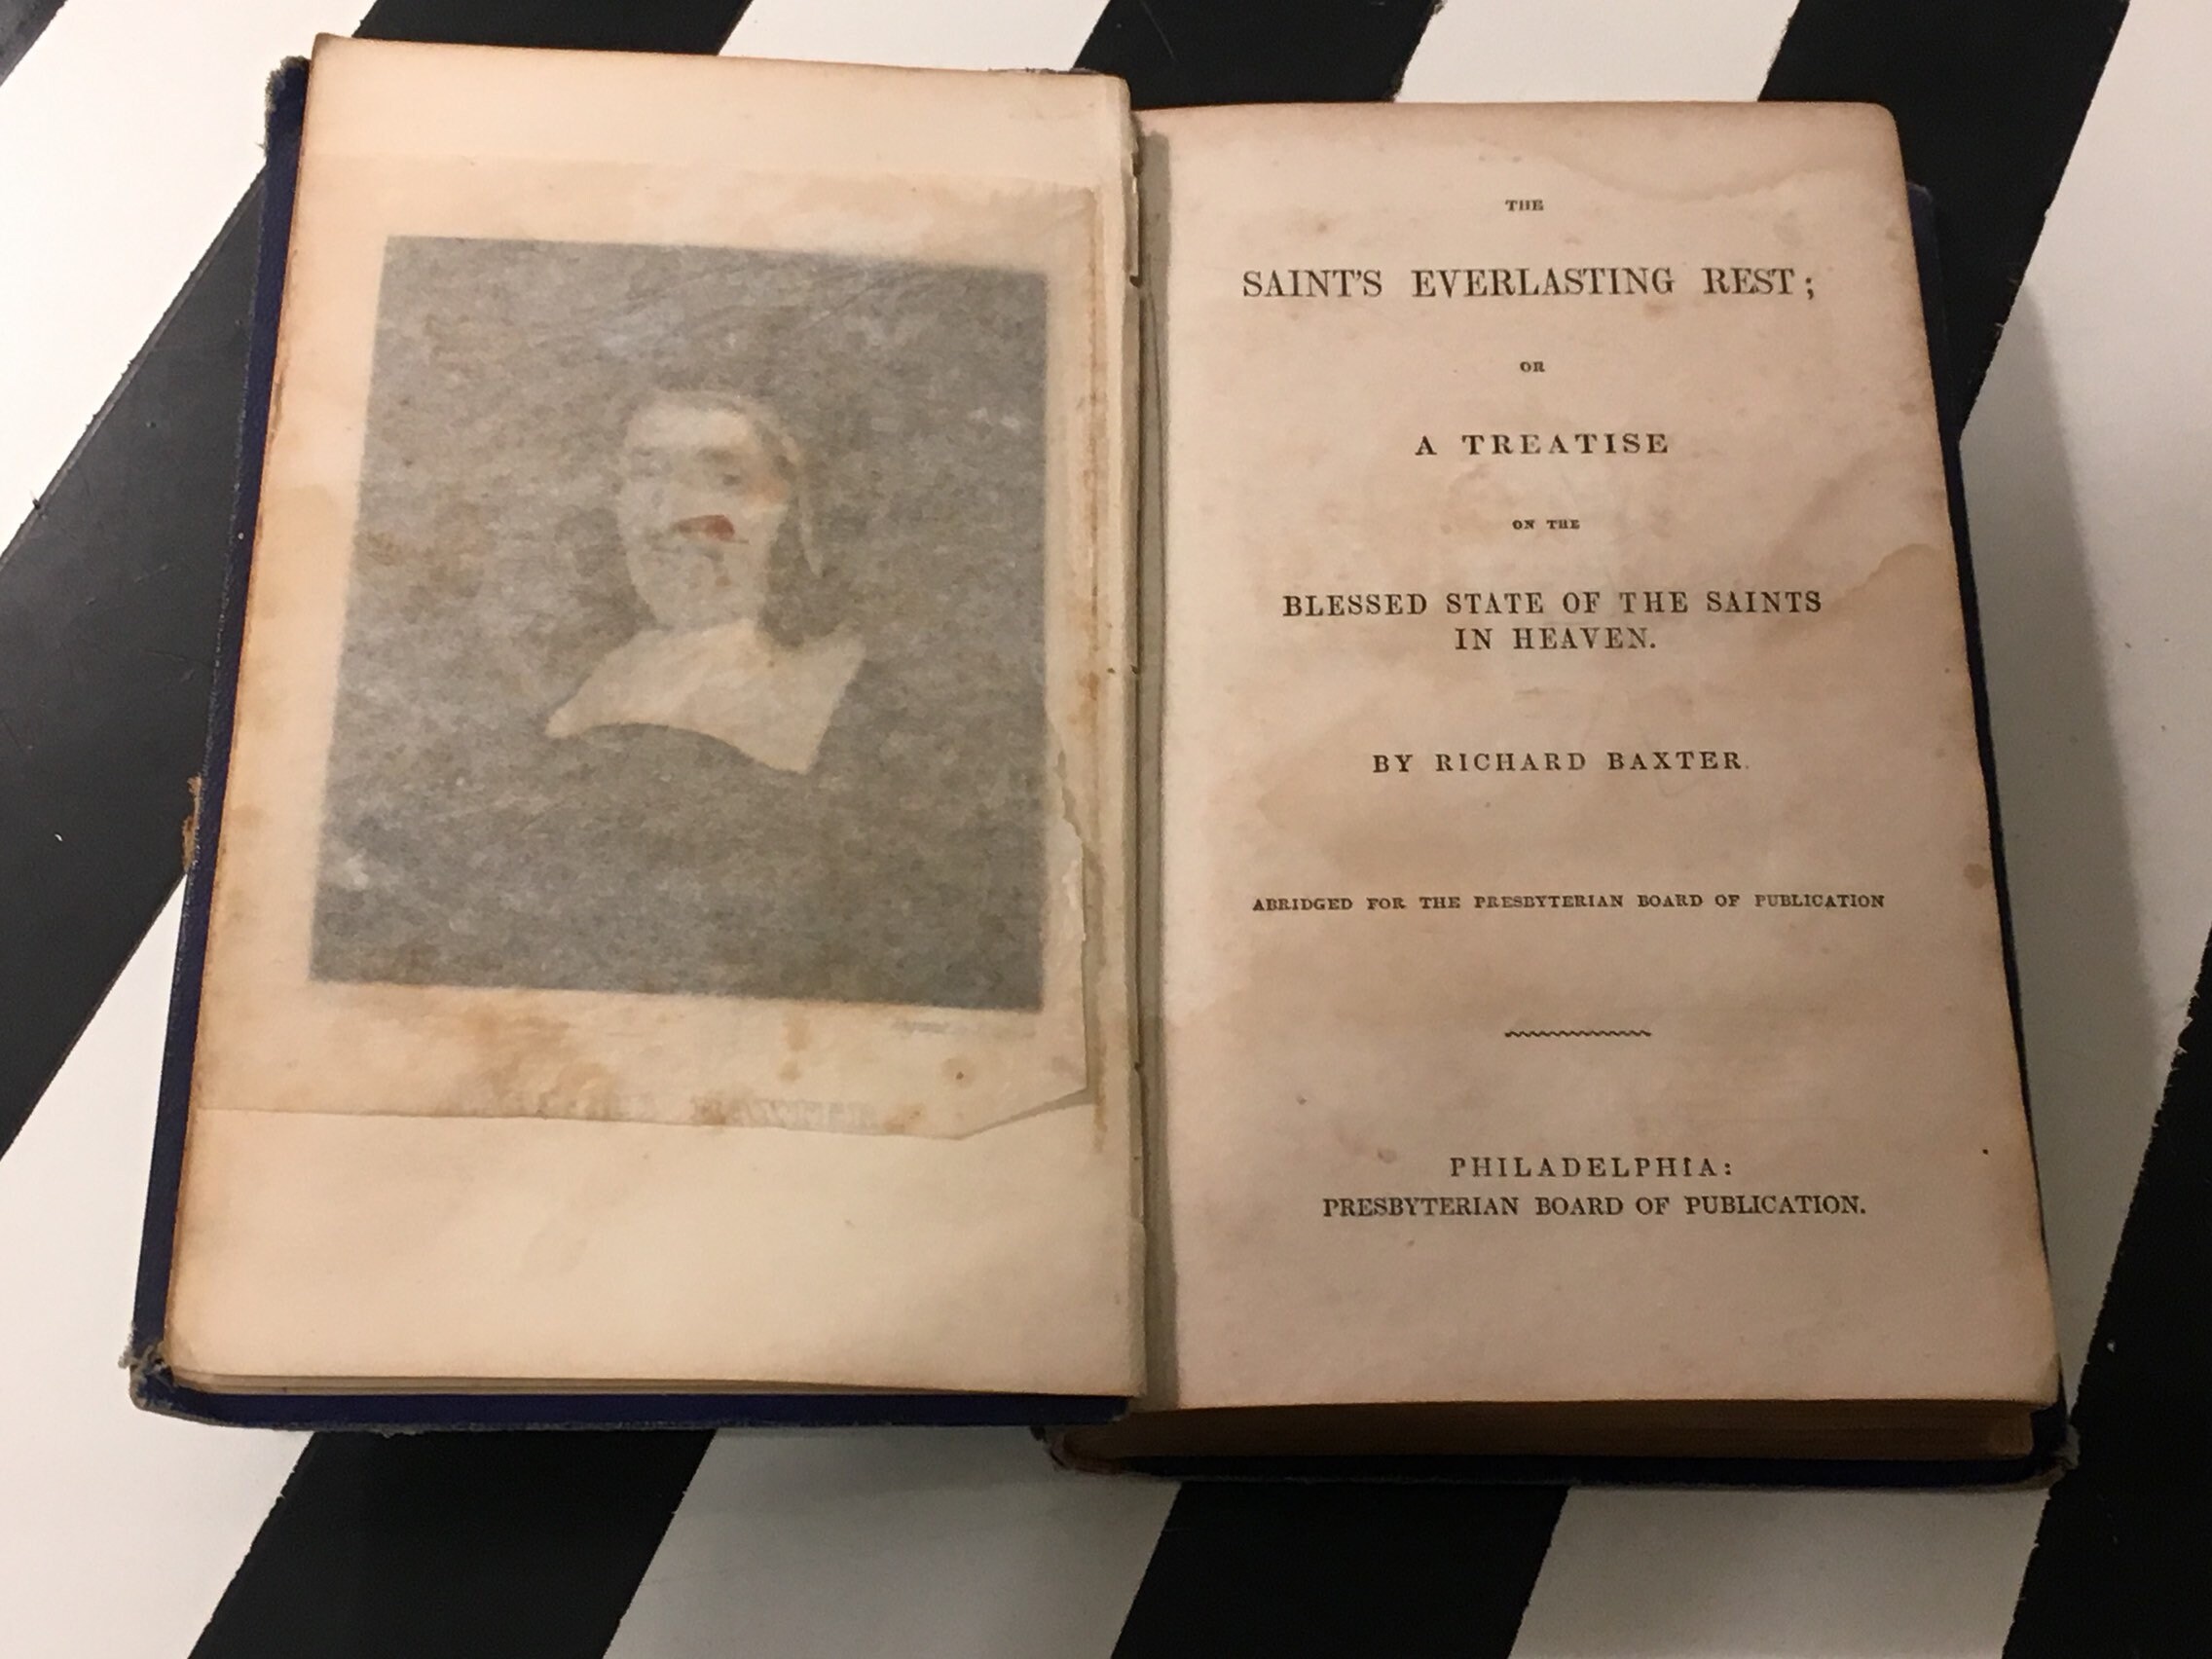 THE
SAINT'S EVERLASTING REST;
OR
A TREATISE
ON THE
BLESSED STATE OF THE SAINTS
IN HEAVEN.
BY RICHARD BAXTER.
ABRIDGED FOR THE PRESBYTERIAN BOARD OF PUBLICATION
PHILADELPHIA:
PRESBYTERIAN BOARD OF PUBLICATION.